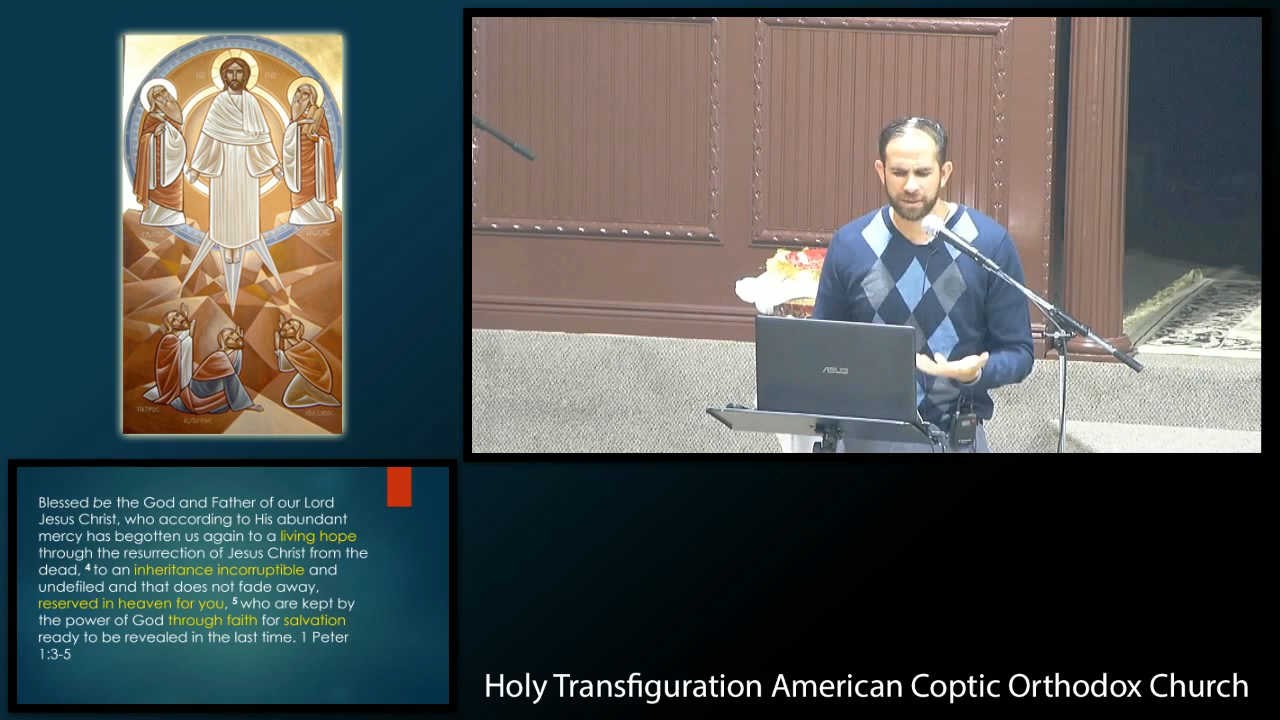 Blessed be the God and Father of our Lord
Jesus Christ, who according to His abundant
mercy has begotten us again to a living hope
through the resurrection of Jesus Christ from the
dead, 4 to an inheritance incorruptible and
undefiled and that does not fade away,
reserved in heaven for you, 5 who are kept by
the power of God through faith for salvation
ready to be revealed in the last time. 1 Peter
1:3-5
ASUS
Holy Transfiguration American Coptic Orthodox Church